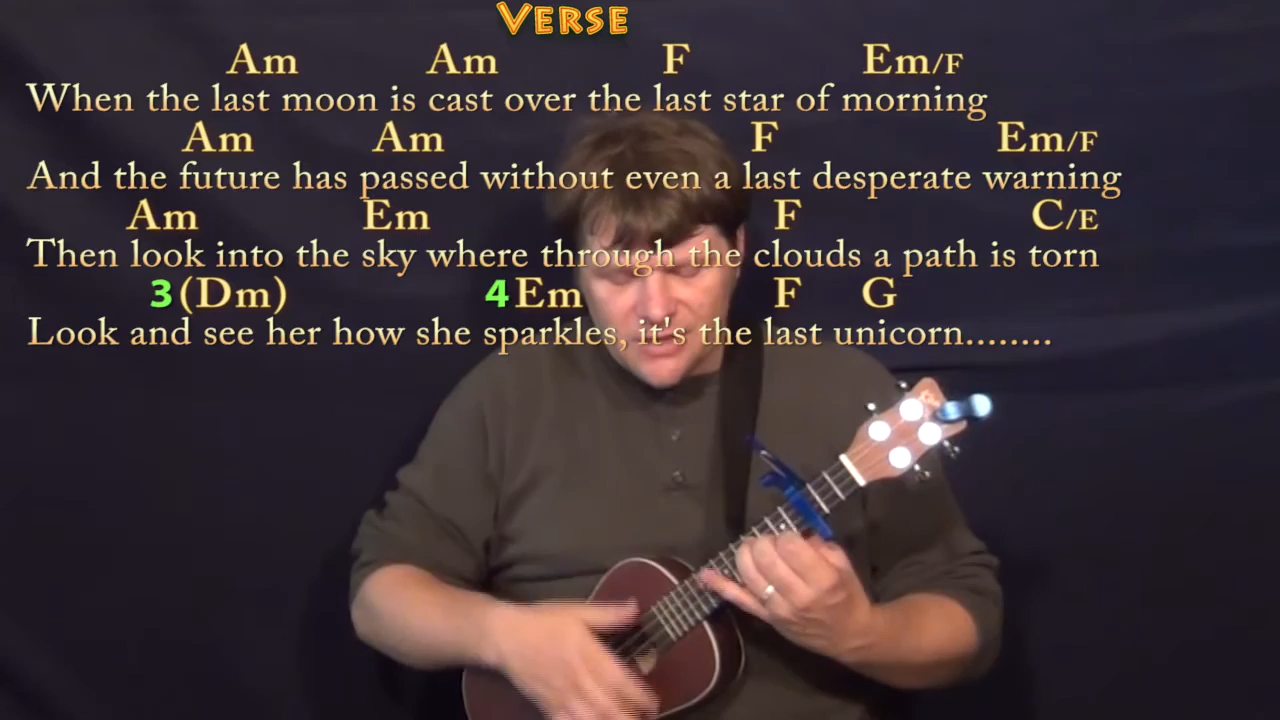 VERSE
Am Am F Em/F
When the last moon is cast over the last star of morning
Am Am F Em/F
And the future has passed without even a last desperate warning
Am Em F C/E
Then look into the sky where through the clouds a path is torn
3 (Dm) 4 Em F G
Look and see her how she sparkles, it's the last unicorn........